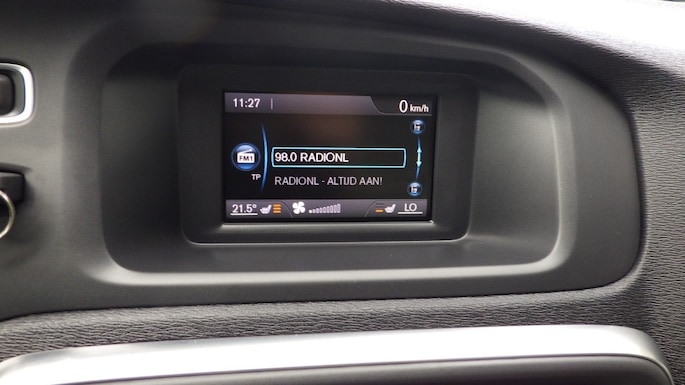 11:27 0 km/h
98.0 RADIONL
FM1
TP
RADIONL - ALTIJD AAN!
21.5° LO